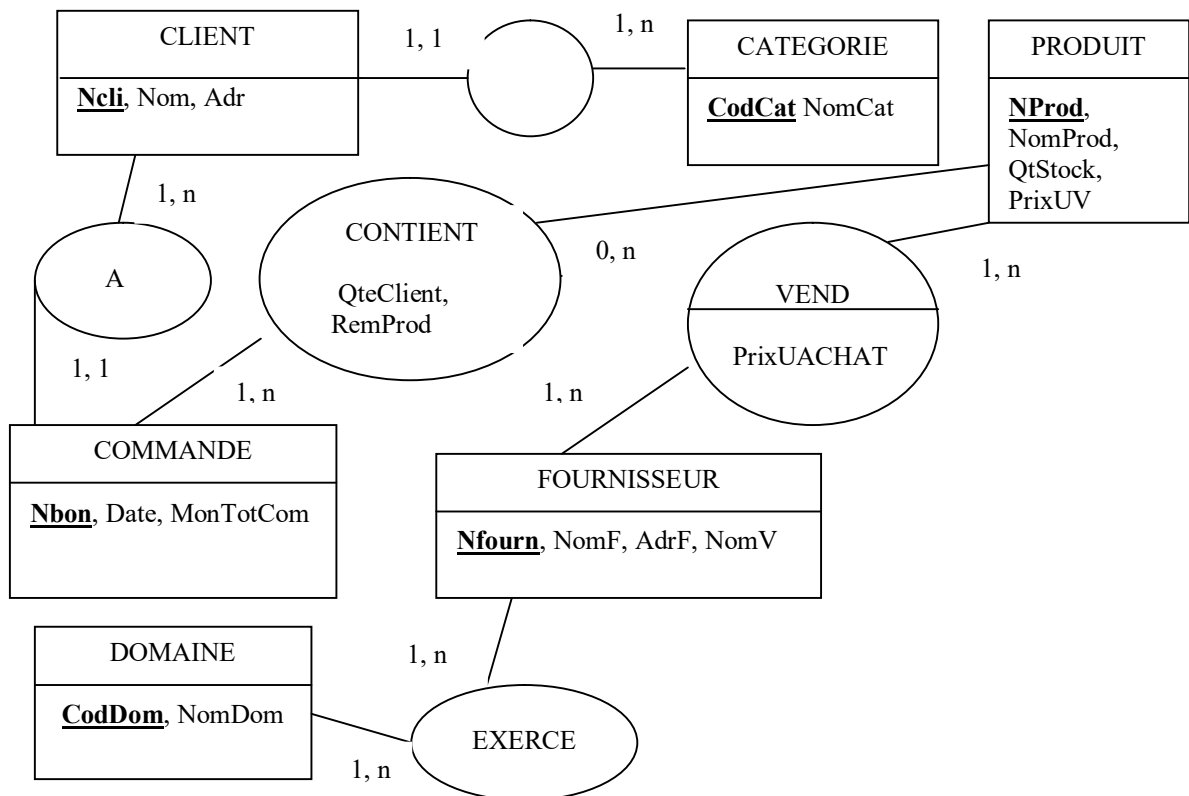 CLIENT
Ncli, Nom, Adr
1, 1
1, n
CATEGORIE
CodCat NomCat
PRODUIT
NProd,
NomProd,
QtStock,
PrixUV
1, n
A
1, 1
CONTIENT
QteClient,
RemProd
0, n
1, n
VEND
PrixUACHAT
1, n
1, n
COMMANDE
Nbon, Date, MonTotCom
FOURNISSEUR
Nfourn, NomF, AdrF, NomV
DOMAINE
CodDom, NomDom
1, n
EXERCE
1, n